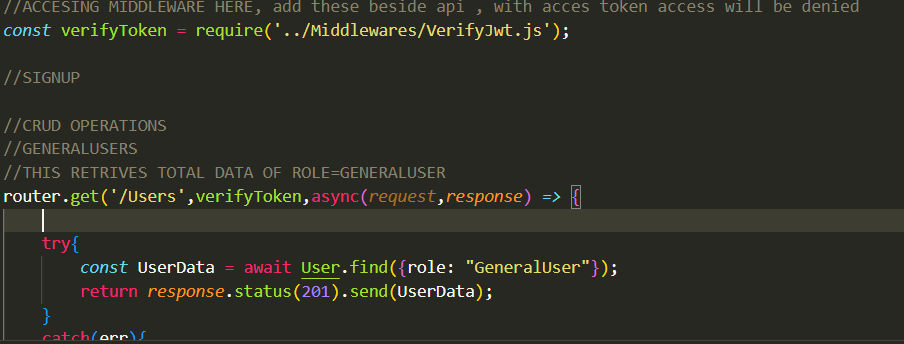 //ACCESING MIDDLEWARE HERE, add these beside api , with acces token access will be denied
const verifyToken = require('../Middlewares/VerifyJwt.js');
//SIGNUP
//CRUD OPERATIONS
//GENERALUSERS
//THIS RETRIVES TOTAL DATA OF ROLE=GENERALUSER
router.get('/Users',verifyToken,async(request,response) => {
try{
const UserData = await User.find({role: "GeneralUser"});
return response.status(201).send(UserData);
}
catch(err){